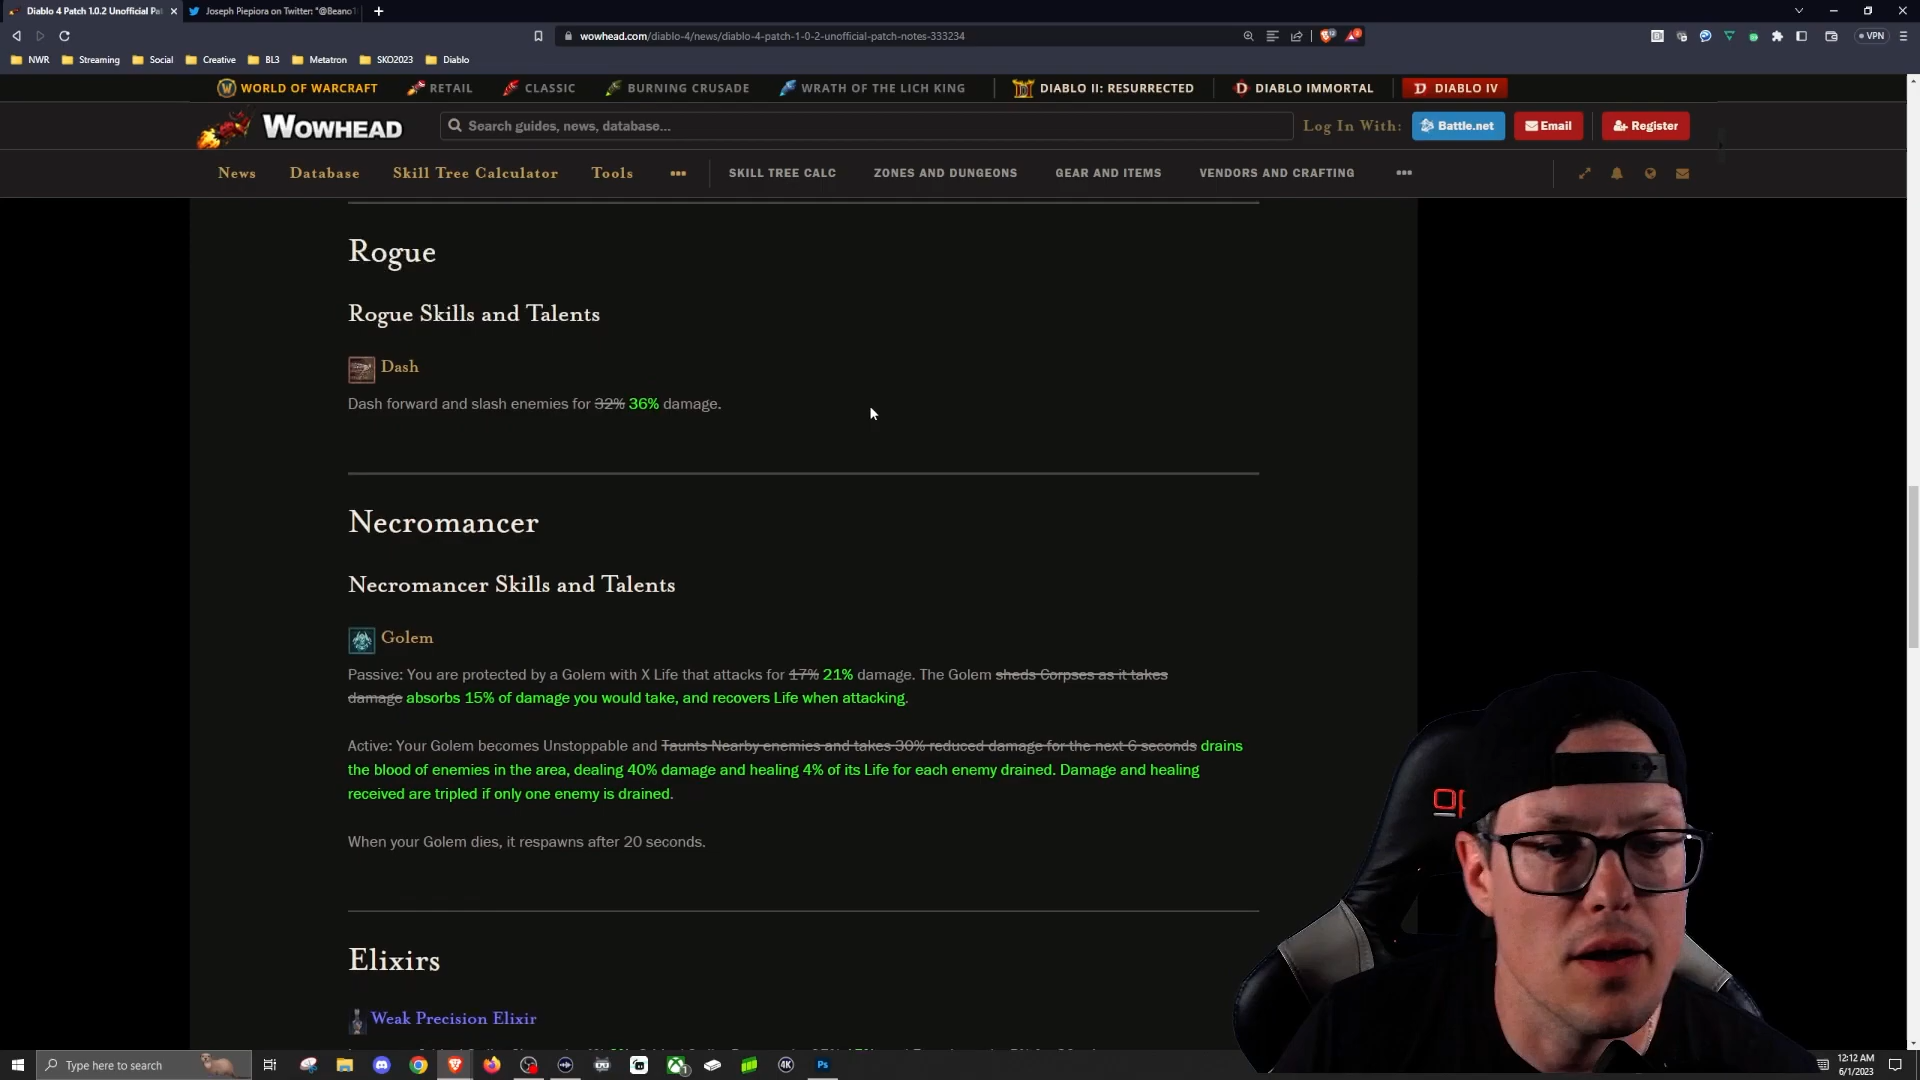 Diablo 4 Patch 1.0.2 Unofficial Pa
Joseph Piepiora on Twitter: "@Beano
wowhead.com/diablo-4/news/diablo-4-patch-1-0-2-unofficial-patch-notes-333234
VPN
NWR Streaming Social Creative BL3 Metatron SKO2023 Diablo
WORLD OF WARCRAFT RETAIL CLASSIC BURNING CRUSADE WRATH OF THE LICH KING DIABLO II: RESURRECTED DIABLO IMMORTAL DIABLO IV
WOWHEAD Search guides, news, database... Log In With: Battle.net Email Register
News Database Skill Tree Calculator Tools ••• SKILL TREE CALC ZONES AND DUNGEONS GEAR AND ITEMS VENDORS AND CRAFTING •••
Rogue
Rogue Skills and Talents
Dash
Dash forward and slash enemies for 32% 36% damage.
Necromancer
Necromancer Skills and Talents
Golem
Passive: You are protected by a Golem with X Life that attacks for 17% 21% damage. The Golem sheds Corpses as it takes
damage absorbs 15% of damage you would take, and recovers Life when attacking.
Active: Your Golem becomes Unstoppable and Taunts Nearby enemies and takes 30% reduced damage for the next 6 seconds drains
the blood of enemies in the area, dealing 40% damage and healing 4% of its Life for each enemy drained. Damage and healing
received are tripled if only one enemy is drained.
When your Golem dies, it respawns after 20 seconds.
Elixirs
Weak Precision Elixir
Type here to search
12:12 AM
6/1/2023